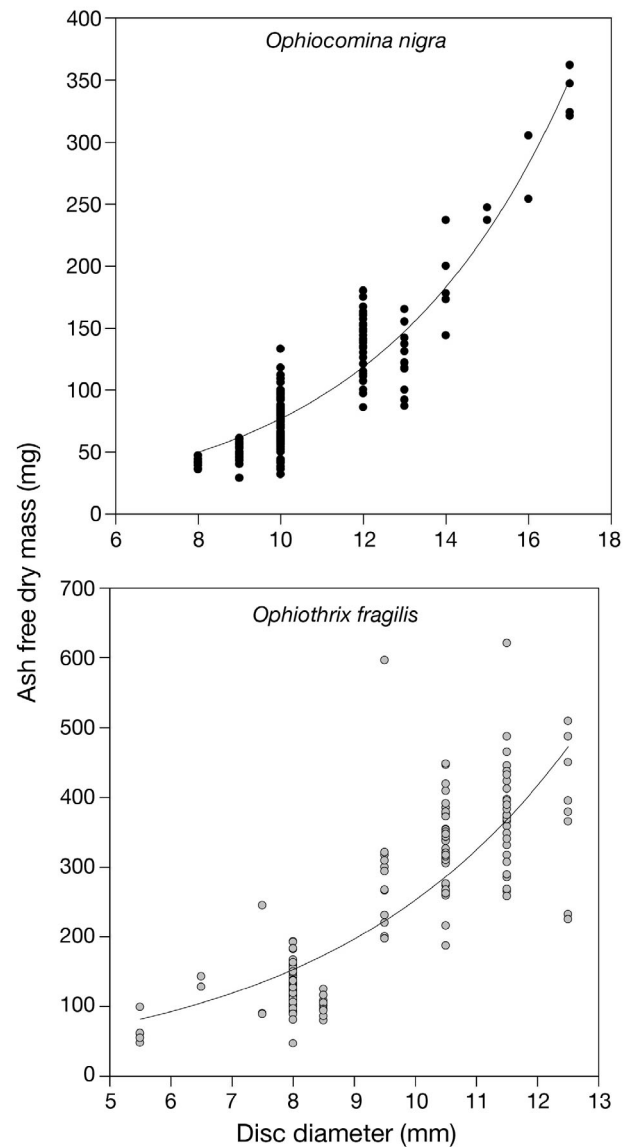 Ophiocomina nigra
400
350
300
250
200
150
100
50
0
6 8 10 12 14 16 18
Ash free dry mass (mg)
Ophiothrix fragilis
700
600
500
400
300
200
100
0
5 6 7 8 9 10 11 12 13
Disc diameter (mm)